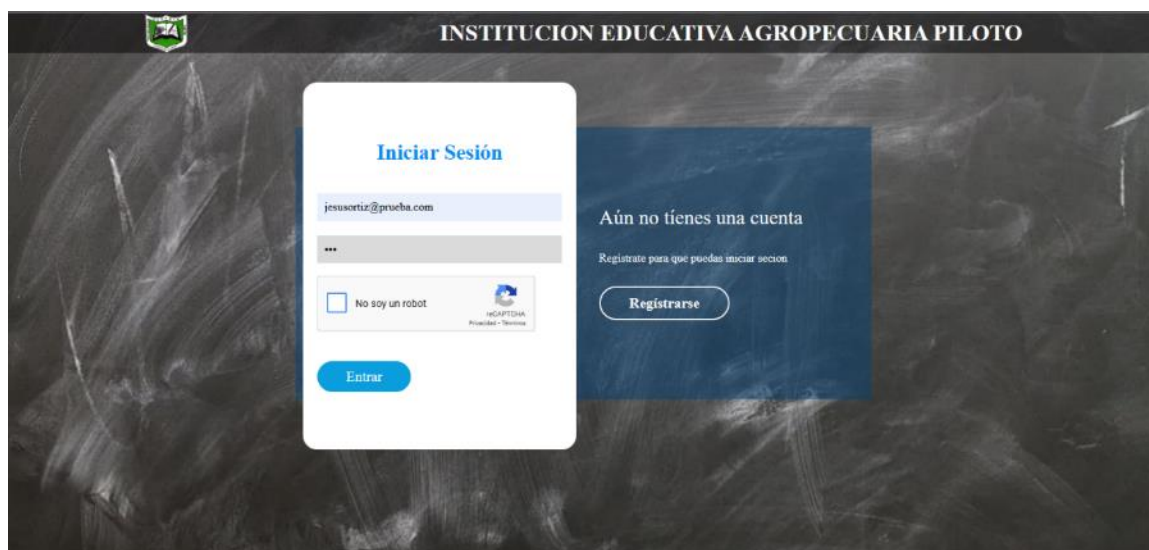 INSTITUCION EDUCATIVA AGROPECUARIA PILOTO
Iniciar Sesión
jesusortiz@prueba.com
•••
No soy un robot
reCAPTCHA
Privacidad - Términos
Entrar
Aún no tienes una cuenta
Registrate para que puedas iniciar secion
Registrarse